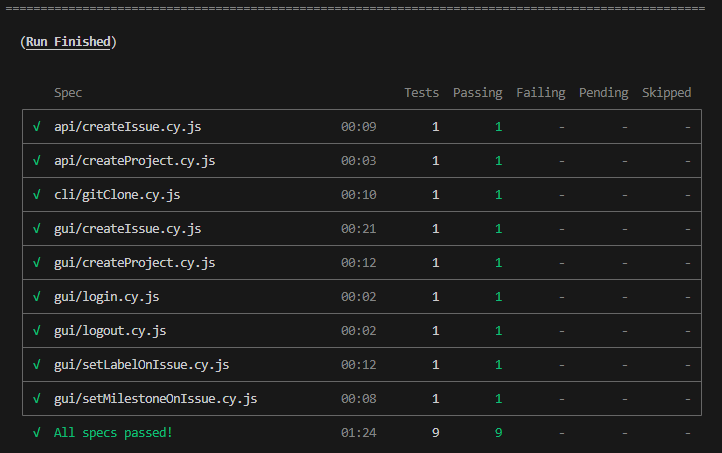 ====================================================================================================
(Run Finished)
Spec Tests Passing Failing Pending Skipped
√ api/createIssue.cy.js 00:09 1 1 - - -
√ api/createProject.cy.js 00:03 1 1 - - -
√ cli/gitClone.cy.js 00:10 1 1 - - -
√ gui/createIssue.cy.js 00:21 1 1 - - -
√ gui/createProject.cy.js 00:12 1 1 - - -
√ gui/login.cy.js 00:02 1 1 - - -
√ gui/logout.cy.js 00:02 1 1 - - -
√ gui/setLabelOnIssue.cy.js 00:12 1 1 - - -
√ gui/setMilestoneOnIssue.cy.js 00:08 1 1 - - -
√ All specs passed! 01:24 9 9 - - -